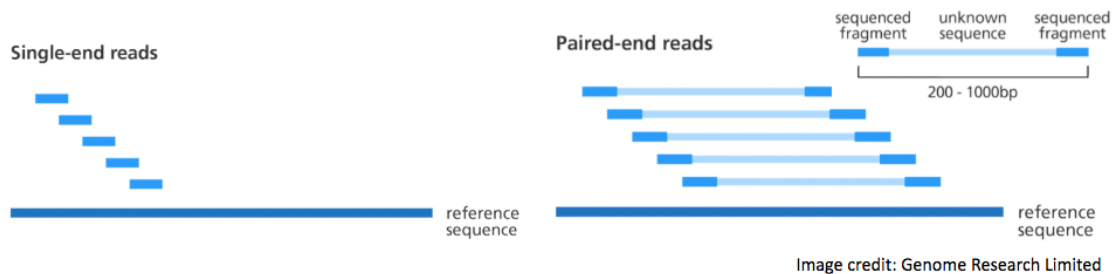 Single-end reads
reference
sequence
Paired-end reads
sequenced
fragment
unknown
sequence
sequenced
fragment
200 - 1000bp
reference
sequence
Image credit: Genome Research Limited